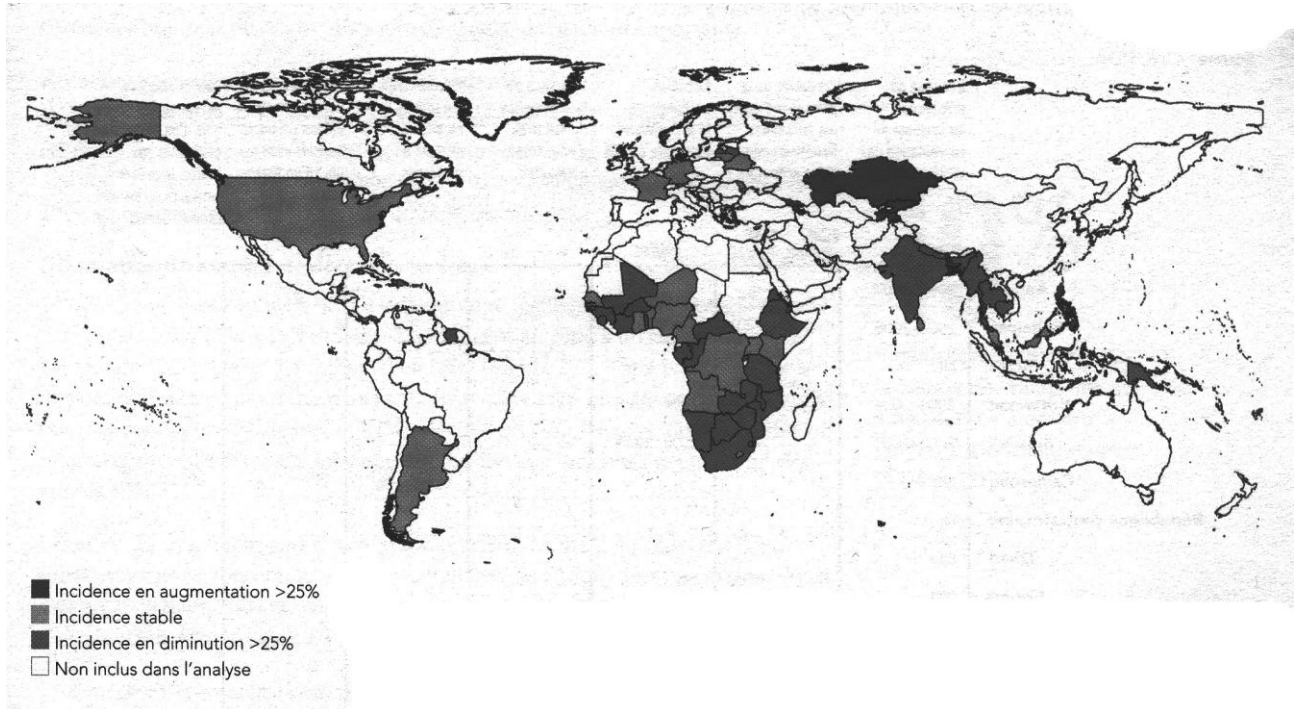 Incidence en augmentation >25%
Incidence stable
Incidence en diminution >25%
Non inclus dans l'analyse